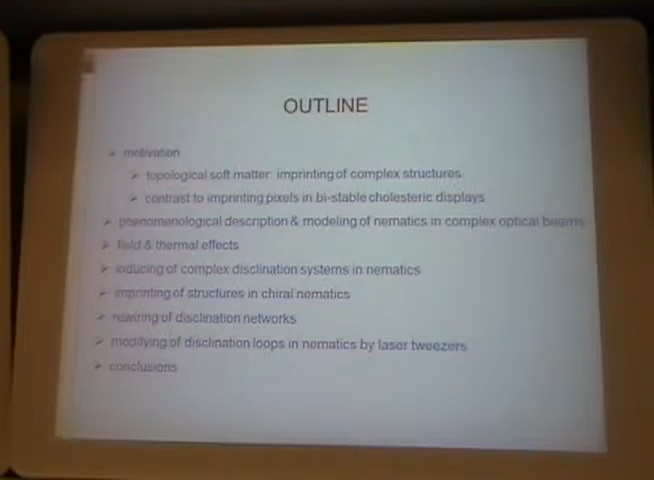 OUTLINE
motivation
topological soft matter: imprinting of complex structures
contrast to imprinting pixels in bi-stable cholesteric displays
phenomenological description & modeling of nematics in complex optical beams
field & thermal effects
inducing of complex disclination systems in nematics
imprinting of structures in chiral nematics
rewiring of disclination networks
modifying of disclination loops in nematics by laser tweezers
conclusions